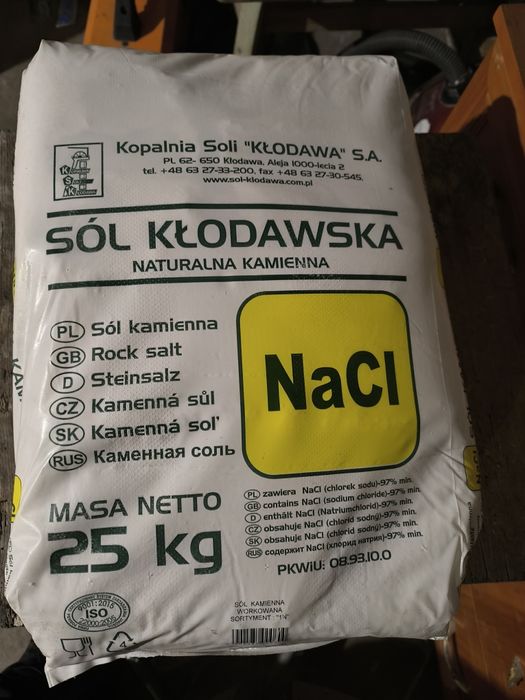 Kopalnia Soli "KŁODAWA" S.A.
PL 62- 650 Kłodawa. Aleja 1000-lecia 2
tel. +48 63 27-33-200, fax +48 63 27-30-545.
www.sol-klodawa.com.pl
SÓL KŁODAWSKA
NATURALNA KAMIENNA
PL Sól kamienna
GB Rock salt
D Steinsalz
CZ Kamenná sůl
SK Kamenná soľ
RUS Каменная соль
NaCl
MASA NETTO
25 kg
PL zawiera NaCl (chlorek sodu)-97% min.
GB contains NaCl (sodium chloride)-97% min.
D enthält NaCl (Natriumchlorid)-97% min.
CZ obsahuje NaCl (chlorid sodný)-97% min.
SK obsahuje NaCl (chlorid sodný)-97% min.
RUS содержит NaCl (хлорид натрия)-97% min.
PKWiU: 08.93.10.0
9001:2015
ISO
22000:2005
SÓL KAMIENNA
WORKOWANA
SORTYMENT : "1N"